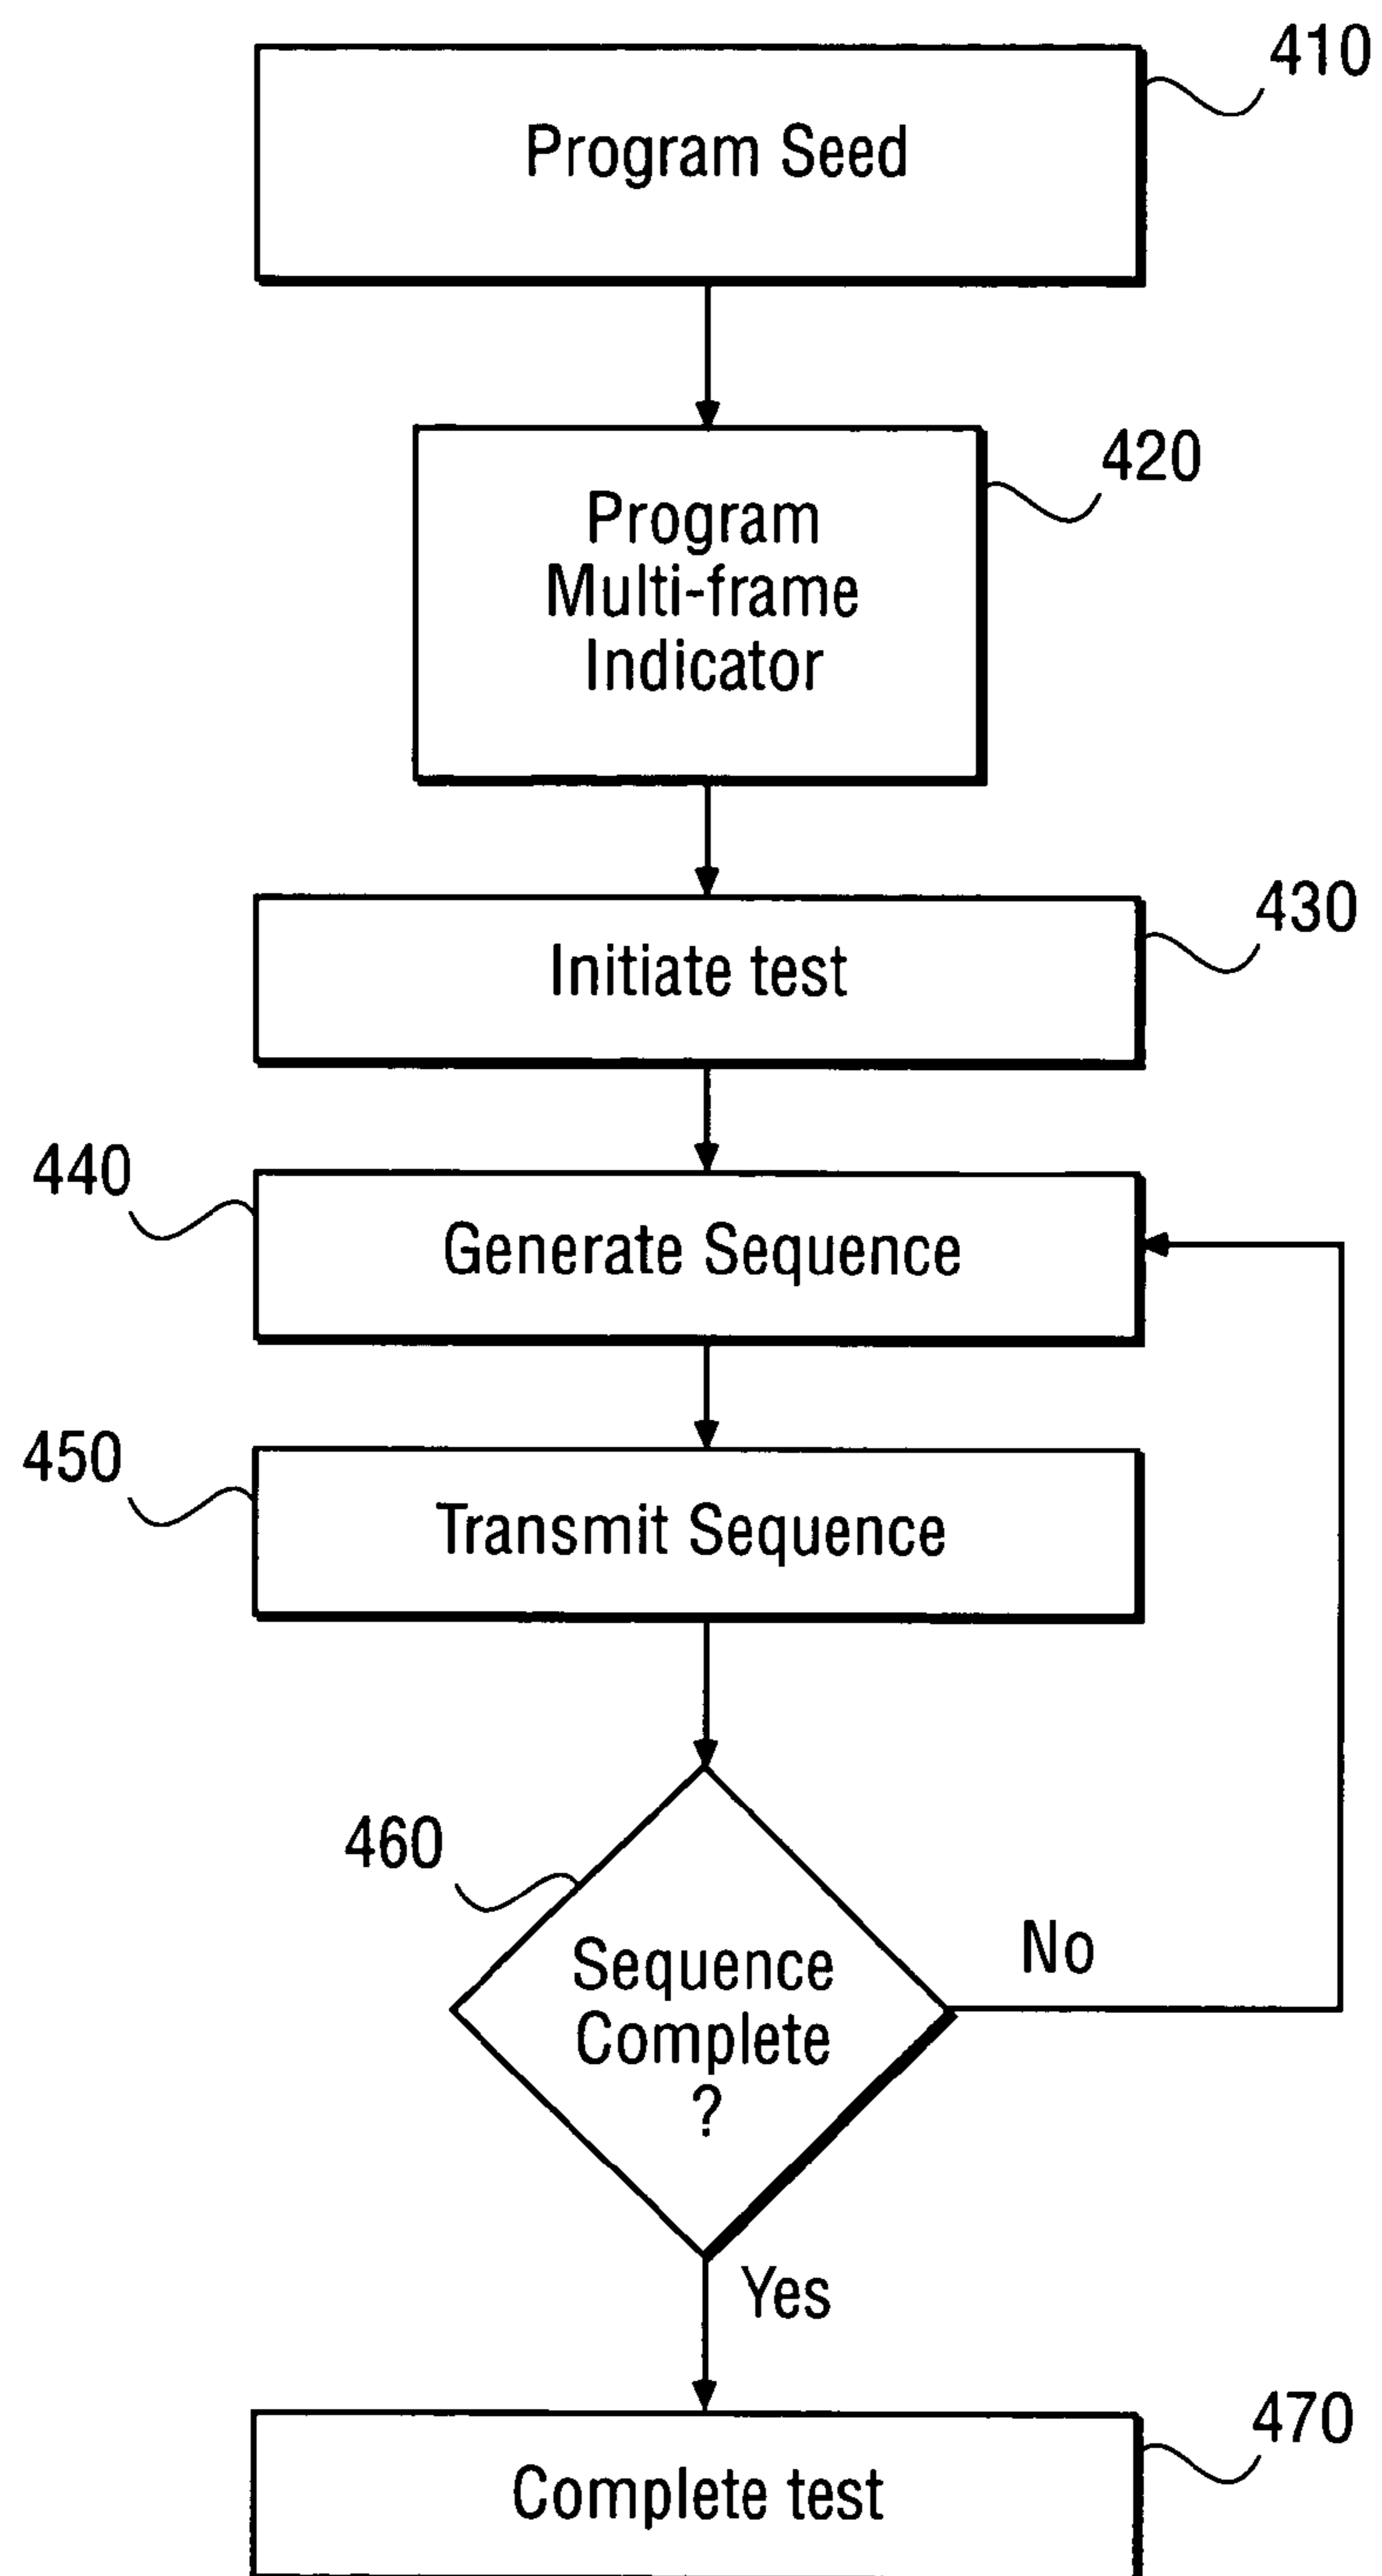 410
Program Seed
420
Program
Multi-frame
Indicator
430
Initiate test
440
Generate Sequence
450
Transmit Sequence
460
Sequence
Complete
?
No
Yes
470
Complete test